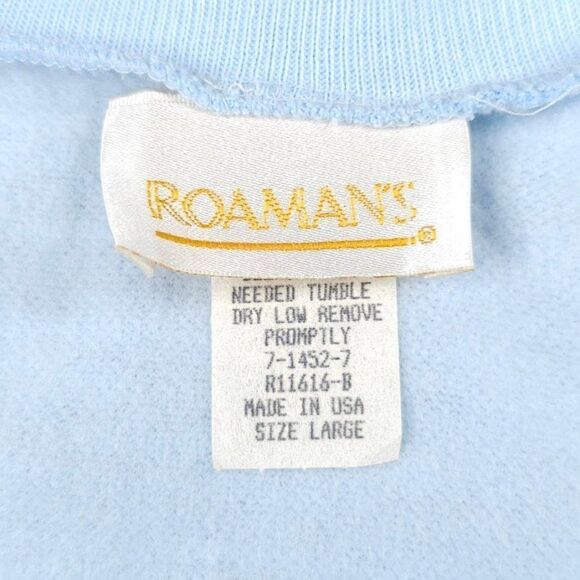 ROAMAN'S ®
NEEDED TUMBLE
DRY LOW REMOVE
PROMPTLY
7-1452-7
R11616-B
MADE IN USA
SIZE LARGE